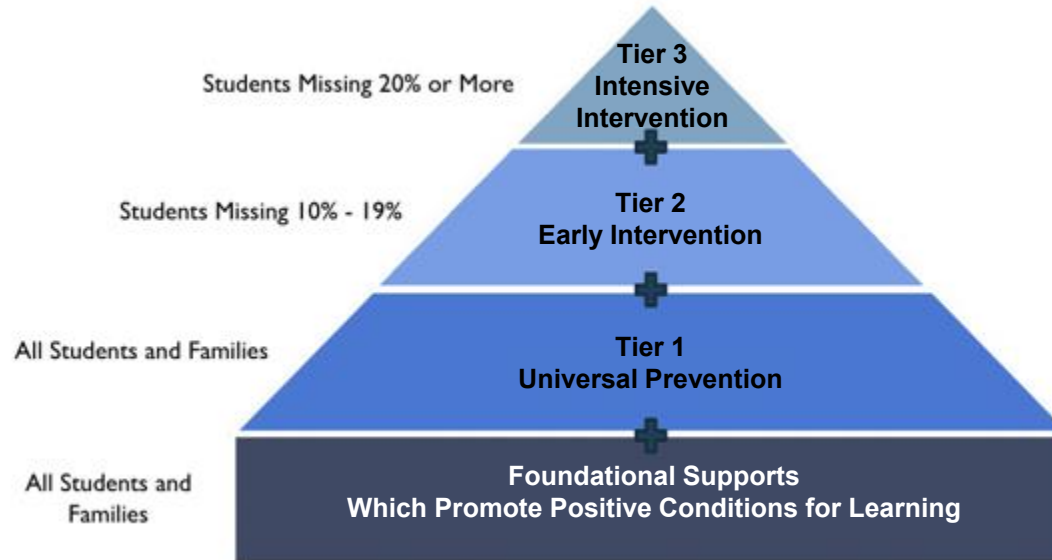 Students Missing 20% or More
Tier 3
Intensive
Intervention
Students Missing 10% - 19%
Tier 2
Early Intervention
All Students and Families
Tier 1
Universal Prevention
All Students and
Families
Foundational Supports
Which Promote Positive Conditions for Learning